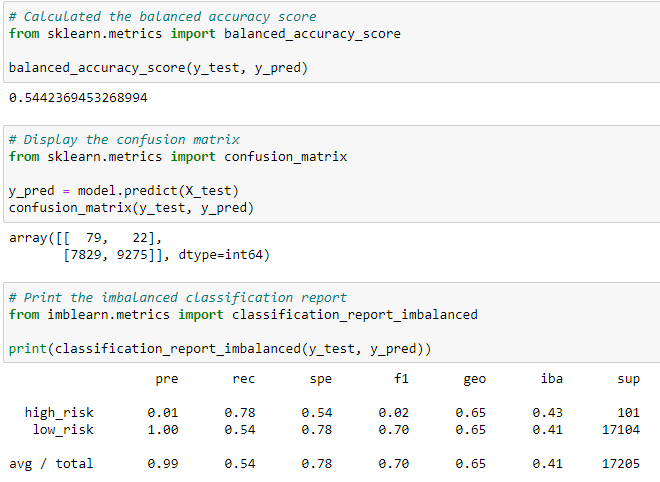 # Calculated the balanced accuracy score
from sklearn.metrics import balanced_accuracy_score
balanced_accuracy_score(y_test, y_pred)
0.5442369453268994
# Display the confusion matrix
from sklearn.metrics import confusion_matrix
y_pred = model.predict(X_test)
confusion_matrix(y_test, y_pred)
array([[  79,   22],
       [7829, 9275]], dtype=int64)
# Print the imbalanced classification report
from imblearn.metrics import classification_report_imbalanced
print(classification_report_imbalanced(y_test, y_pred))
pre rec spe f1 geo iba sup
high_risk 0.01 0.78 0.54 0.02 0.65 0.43 101
low_risk 1.00 0.54 0.78 0.70 0.65 0.41 17104
avg / total 0.99 0.54 0.78 0.70 0.65 0.41 17205